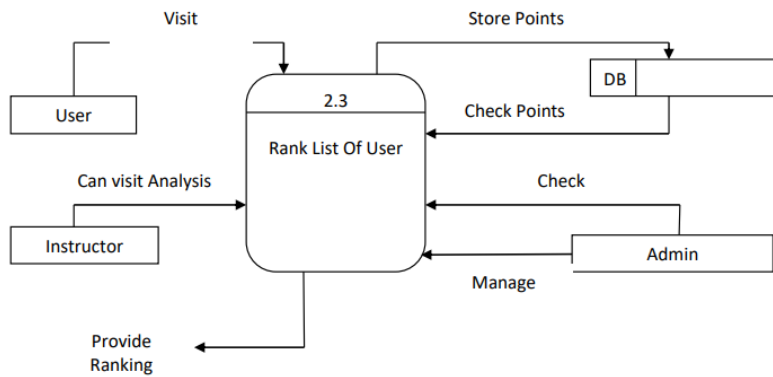 Visit
Store Points
DB
2.3
User
Check Points
Rank List Of User
Can visit Analysis
Check
Instructor
Admin
Manage
Provide
Ranking